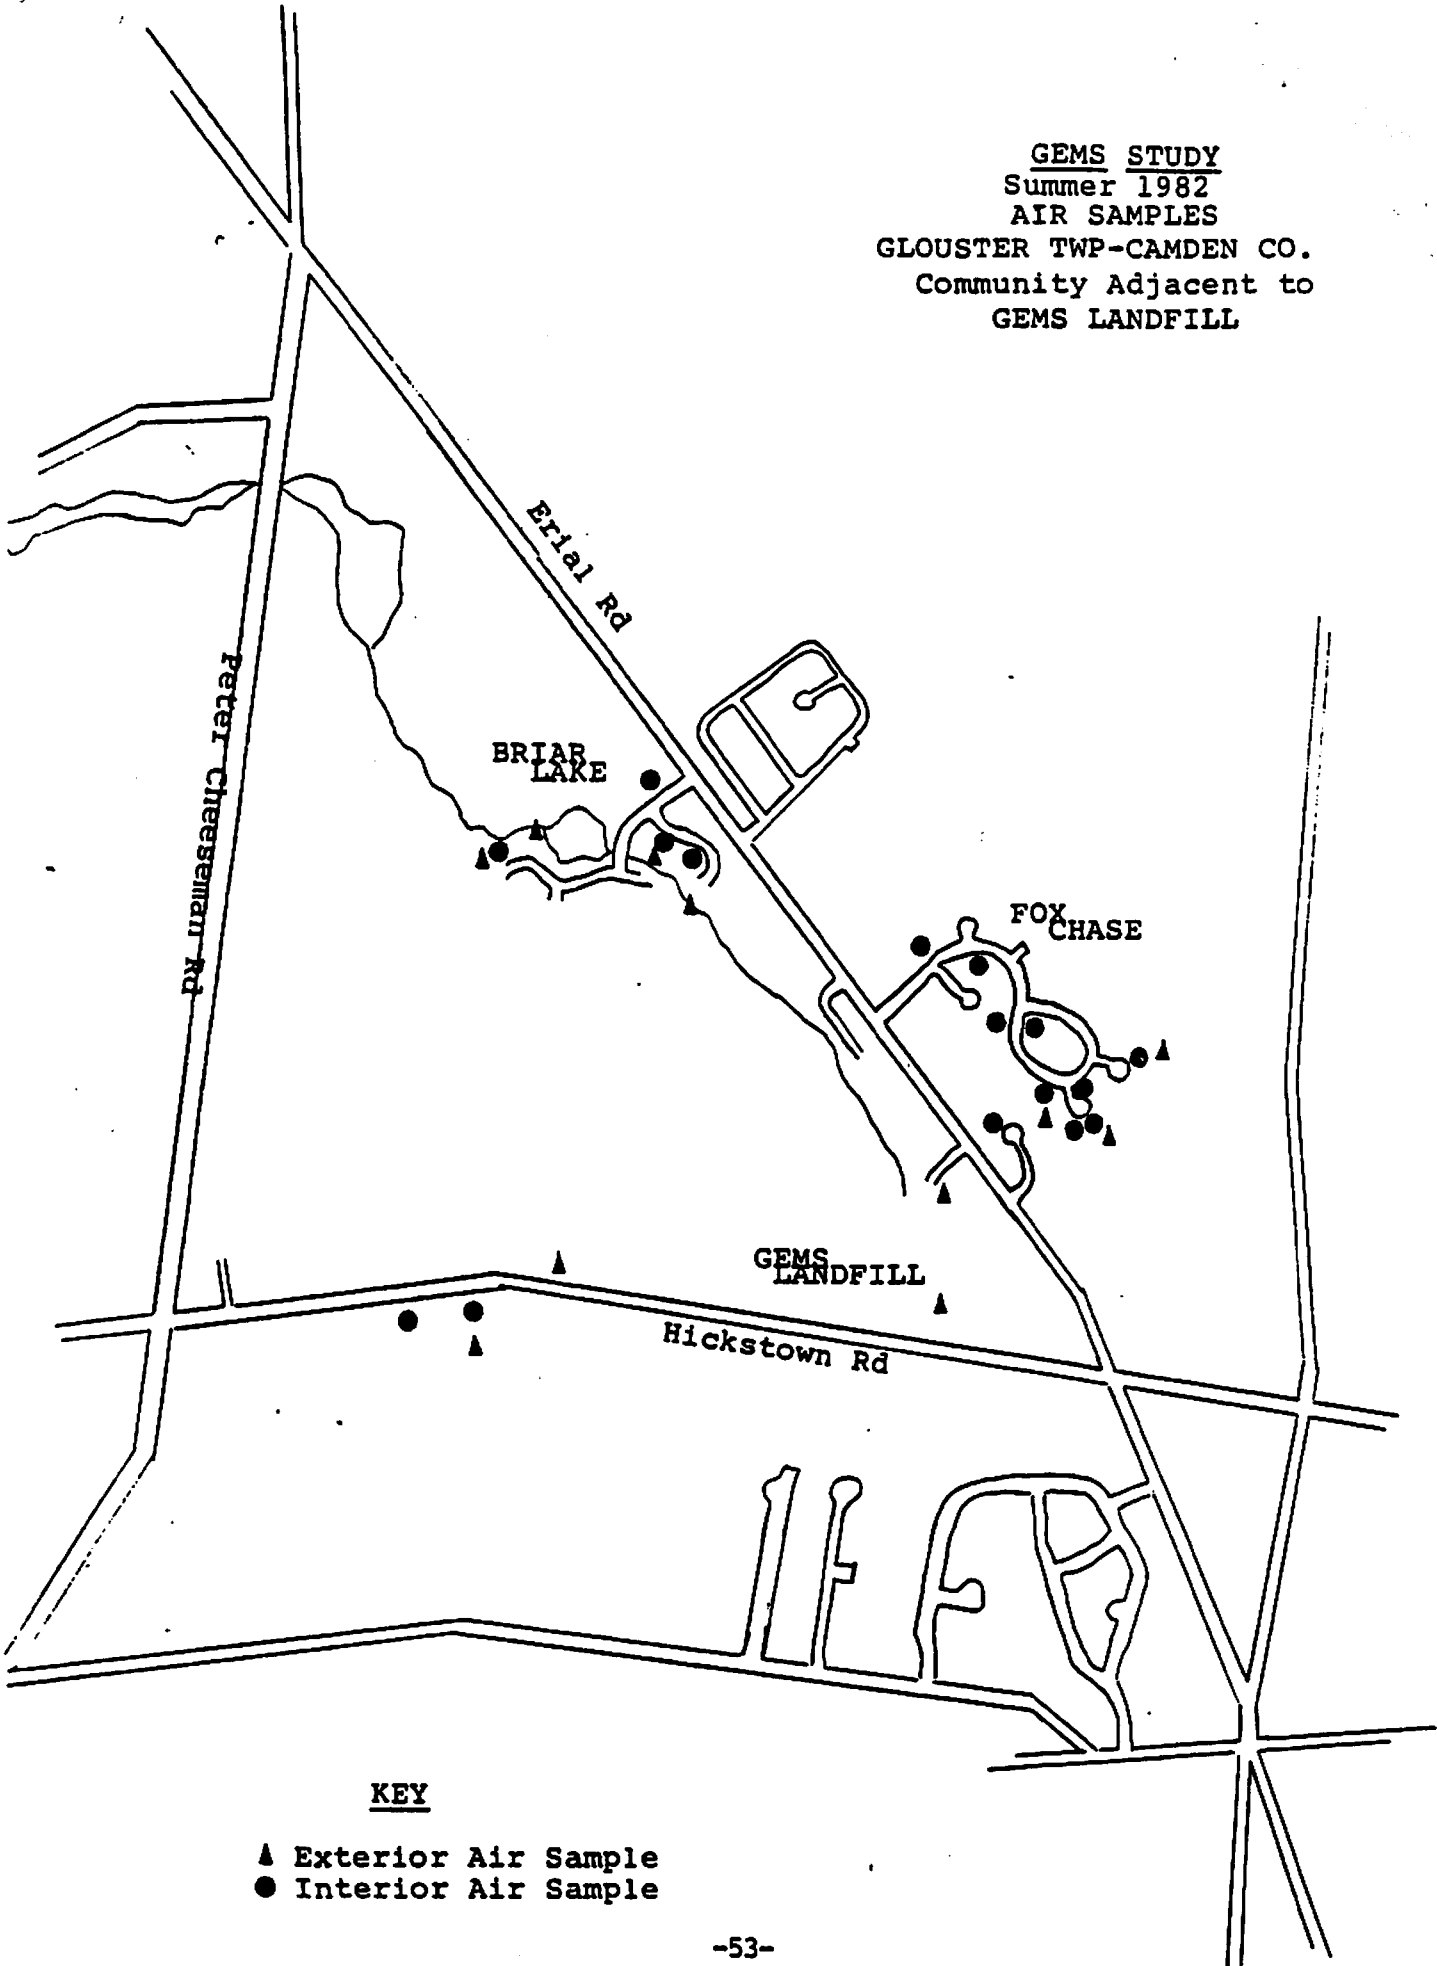 GEMS STUDY
Summer 1982
AIR SAMPLES
GLOUSTER TWP-CAMDEN CO.
Community Adjacent to
GEMS LANDFILL
Erial Rd
Peter Cheeseman Rd
BRIAR
LAKE
FOX
CHASE
GEMS
LANDFILL
Hickstown Rd
KEY
Exterior Air Sample
Interior Air Sample
-53-